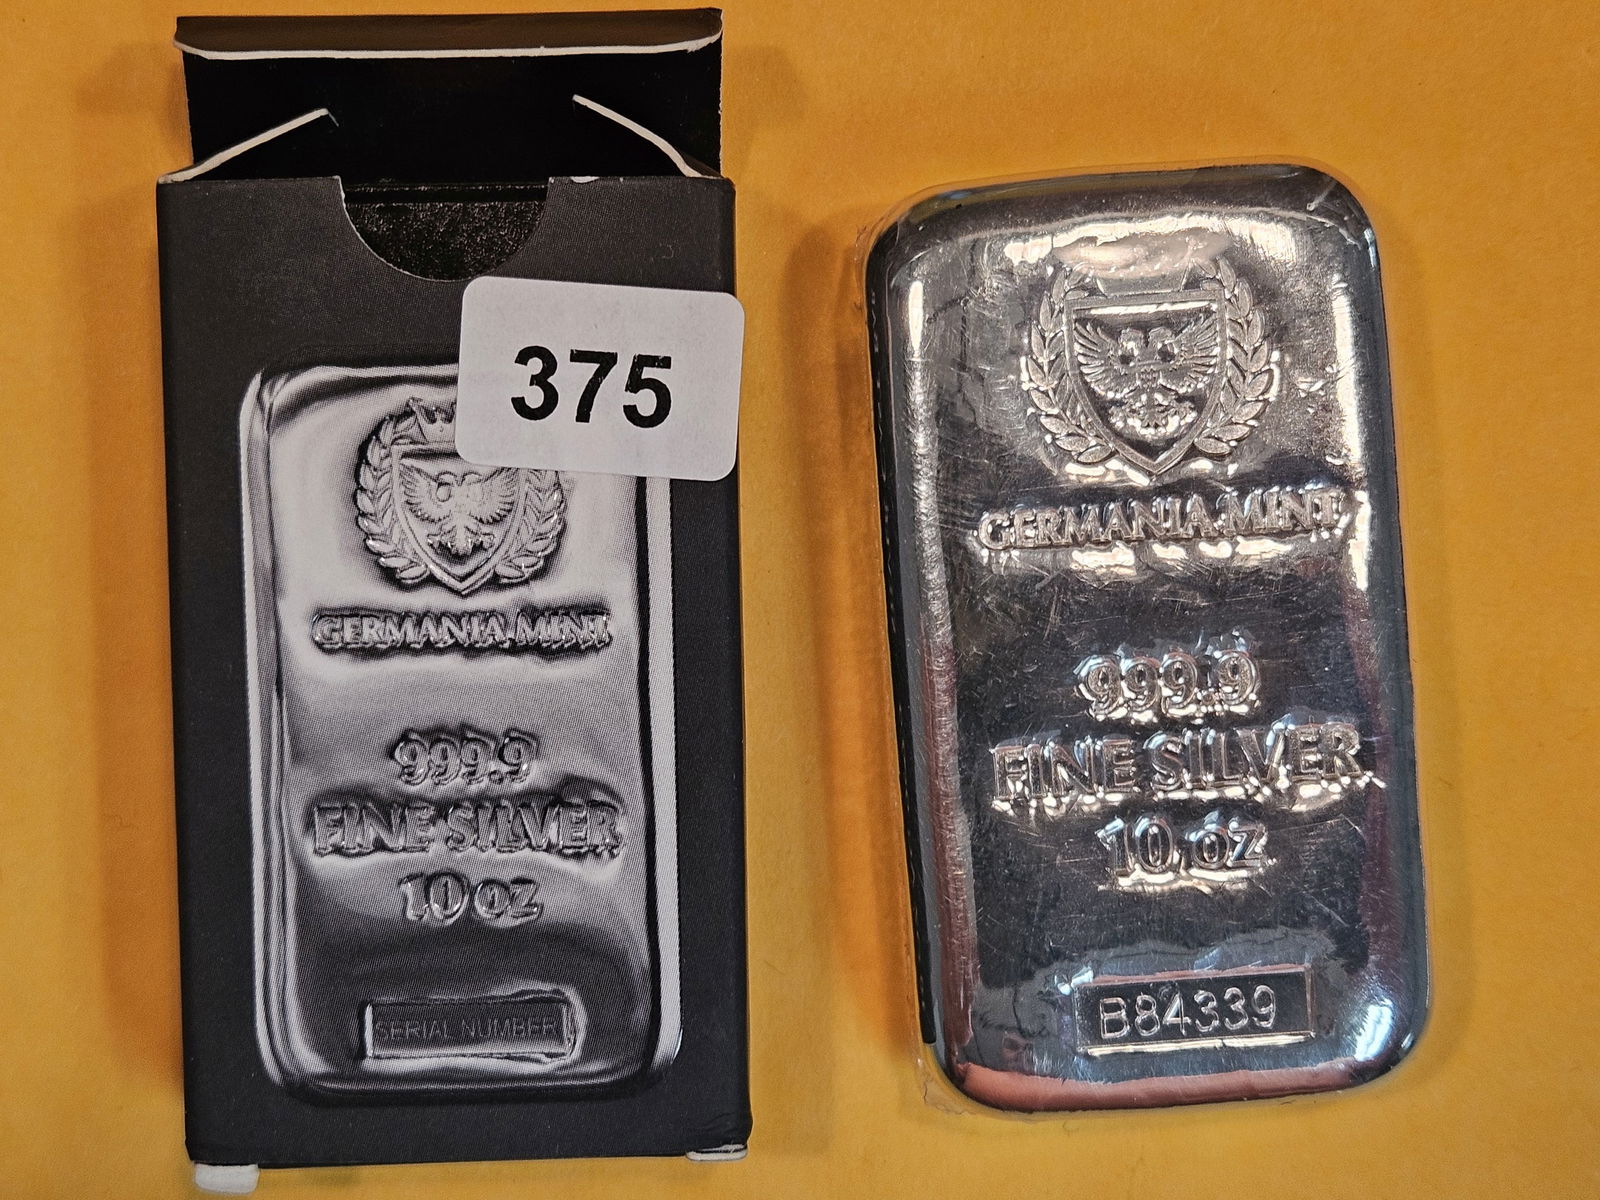 375
GERMANIA MINT
999.9
FINE SILVER
10 oz
SERIAL NUMBER
GERMANIA MINT
999.9
FINE SILVER
10 oz
B84339